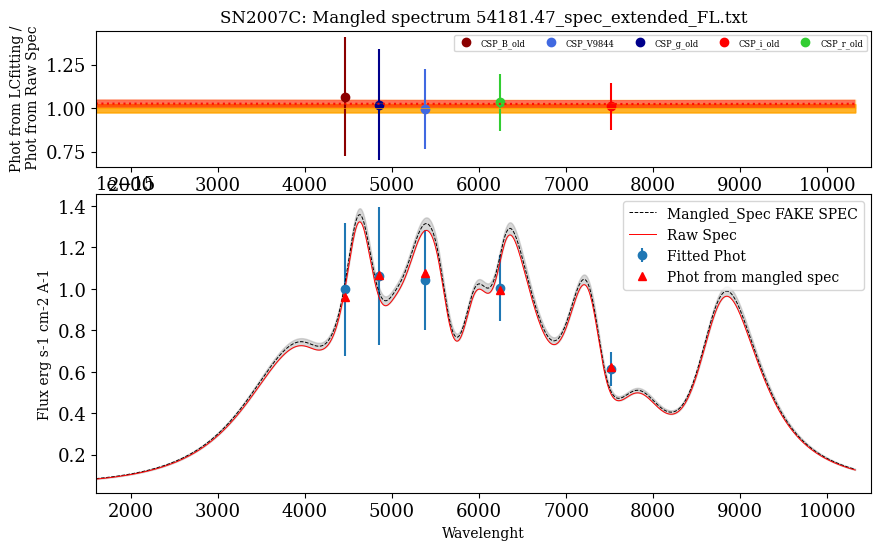 SN2007C: Mangled spectrum 54181.47_spec_extended_FL.txt
Phot from LCfitting /
Phot from Raw Spec
CSP_B_old CSP_V9844 CSP_g_old CSP_i_old CSP_r_old
1.25
1.00
0.75
2000 3000 4000 5000 6000 7000 8000 9000 10000
1e−15
Flux erg s-1 cm-2 A-1
Mangled_Spec FAKE SPEC
Raw Spec
Fitted Phot
Phot from mangled spec
1.4
1.2
1.0
0.8
0.6
0.4
0.2
2000 3000 4000 5000 6000 7000 8000 9000 10000
Wavelenght